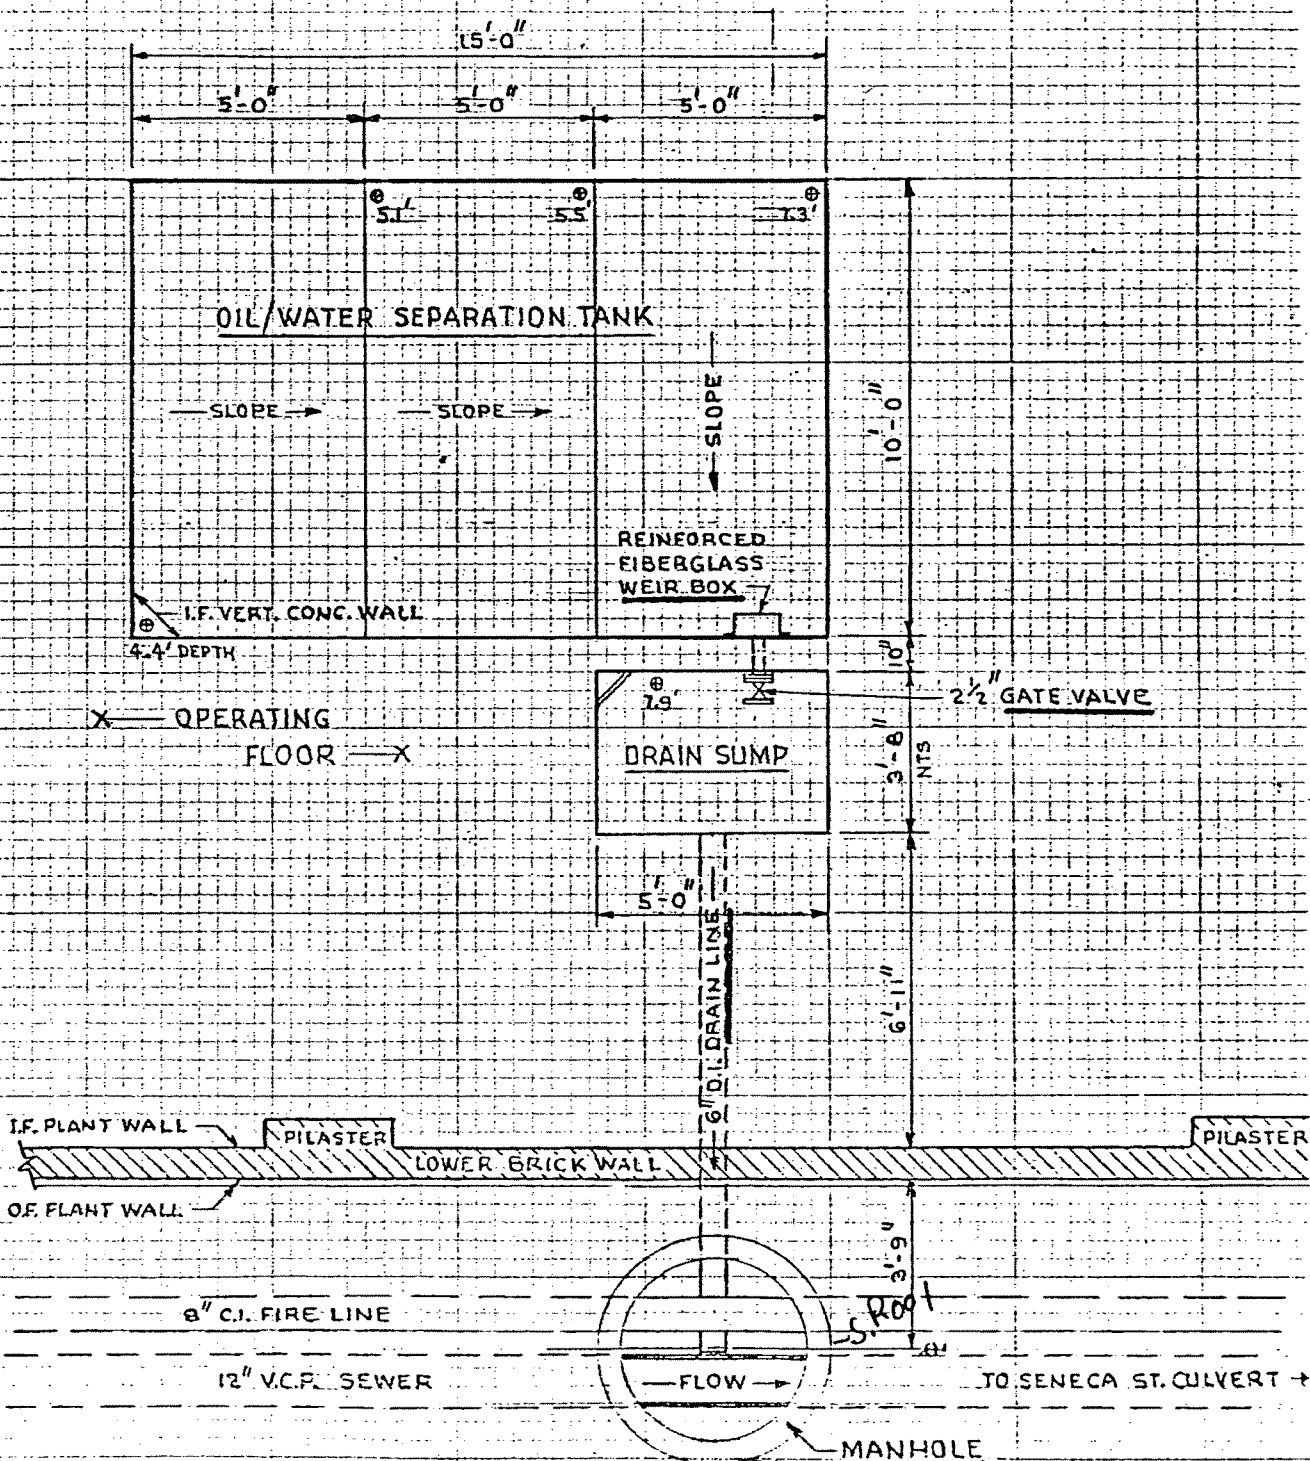 15'-0"
5'-0" 5'-0" 5'-0"
5.1' 5.5' 7.3'
OIL/WATER SEPARATION TANK
SLOPE SLOPE
SLOPE
10'-0"
REINFORCED
FIBERGLASS
WEIR BOX
I.F. VERT. CONC. WALL
4.4' DEPTH
10"
7.9'
2 1/2" GATE VALVE
X OPERATING
FLOOR X
DRAIN SUMP
3'-8"
NTS
5'-0"
6" D.I. DRAIN LINE
6'-11"
I.F. PLANT WALL
PILASTER
PILASTER
LOWER BRICK WALL
O.F. PLANT WALL
3'-9"
8" C.I. FIRE LINE
S. Root
12" V.C.P. SEWER
FLOW
TO SENECA ST. CULVERT
MANHOLE